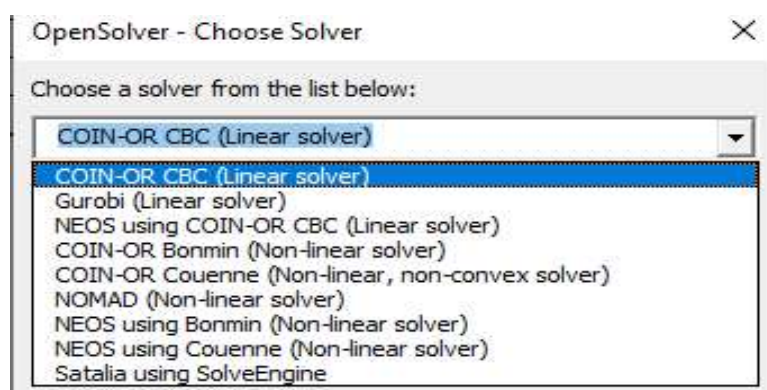 OpenSolver - Choose Solver
Choose a solver from the list below:
COIN-OR CBC (Linear solver)
COIN-OR CBC (Linear solver)
Gurobi (Linear solver)
NEOS using COIN-OR CBC (Linear solver)
COIN-OR Bonmin (Non-linear solver)
COIN-OR Couenne (Non-linear, non-convex solver)
NOMAD (Non-linear solver)
NEOS using Bonmin (Non-linear solver)
NEOS using Couenne (Non-linear solver)
Satalia using SolveEngine